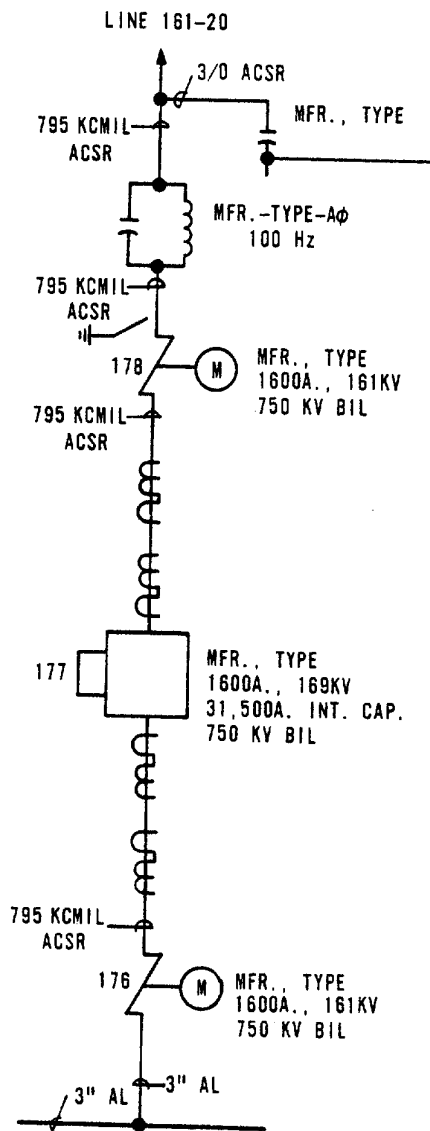 LINE 161-20
3/0 ACSR
795 KCMIL
ACSR
MFR., TYPE
MFR.-TYPE-Aφ
100 Hz
795 KCMIL
ACSR
178
M
MFR., TYPE
1600A., 161KV
750 KV BIL
795 KCMIL
ACSR
177
MFR., TYPE
1600A., 169KV
31,500A. INT. CAP.
750 KV BIL
795 KCMIL
ACSR
176
M
MFR., TYPE
1600A., 161KV
750 KV BIL
3" AL
3" AL